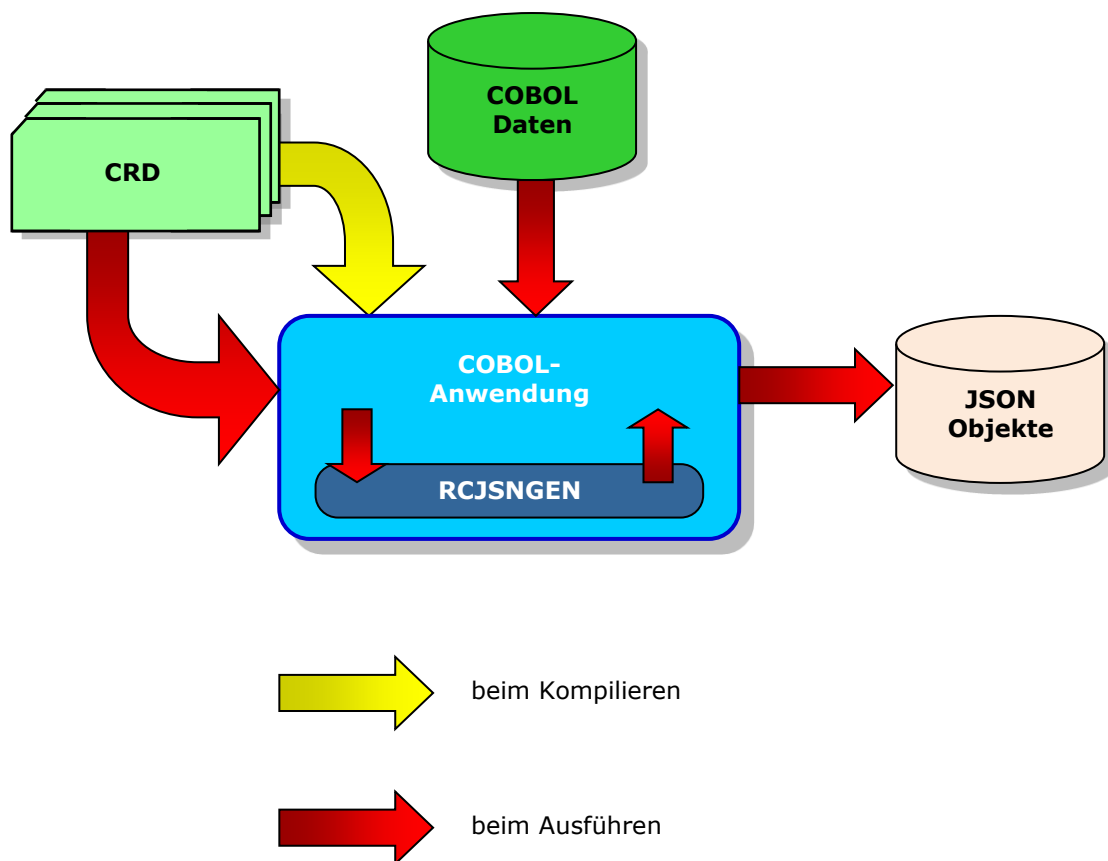 COBOL
Daten
CRD
COBOL-
Anwendung
JSON
Objekte
RCJSNGEN
beim Kompilieren
beim Ausführen